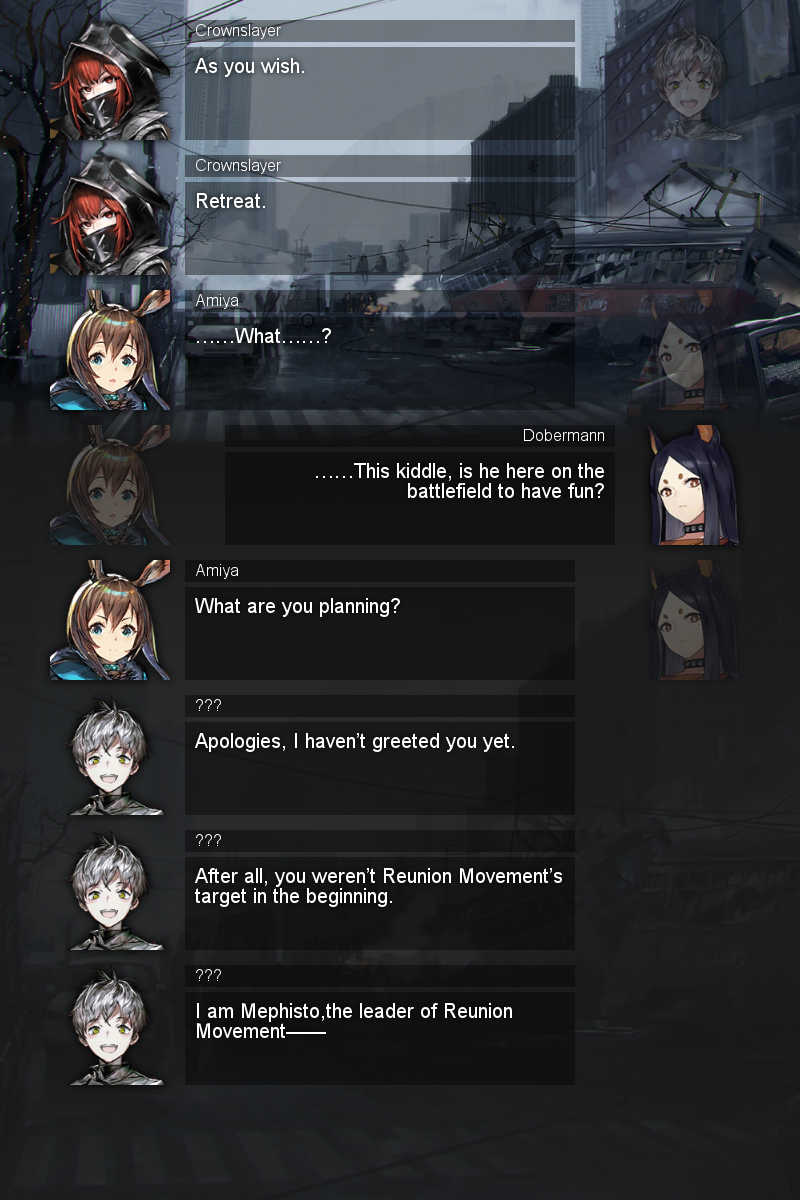 Crownslayer
As you wish.
Crownslayer
Retreat.
Amiya
……What……?
Dobermann
……This kiddle, is he here on the
battlefield to have fun?
Amiya
What are you planning?
???
Apologies, I haven't greeted you yet.
???
After all, you weren't Reunion Movement's
target in the beginning.
???
I am Mephisto,the leader of Reunion
Movement——